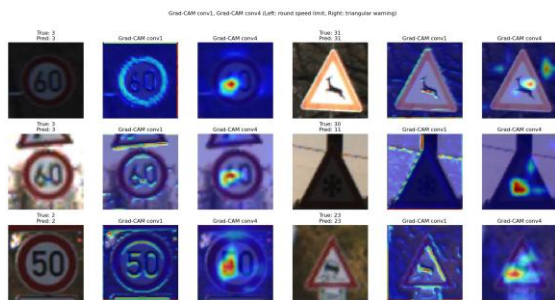 Grad-CAM conv1, Grad-CAM conv4 (Left: round speed limit, Right: triangular warning)
True: 3
Pred: 3
Grad-CAM conv1
Grad-CAM conv4
True: 31
Pred: 31
Grad-CAM conv1
Grad-CAM conv4
60
60
60
True: 3
Pred: 3
Grad-CAM conv1
Grad-CAM conv4
True: 30
Pred: 11
Grad-CAM conv1
Grad-CAM conv4
60
60
60
True: 2
Pred: 2
Grad-CAM conv1
Grad-CAM conv4
True: 23
Pred: 23
Grad-CAM conv1
Grad-CAM conv4
50
50